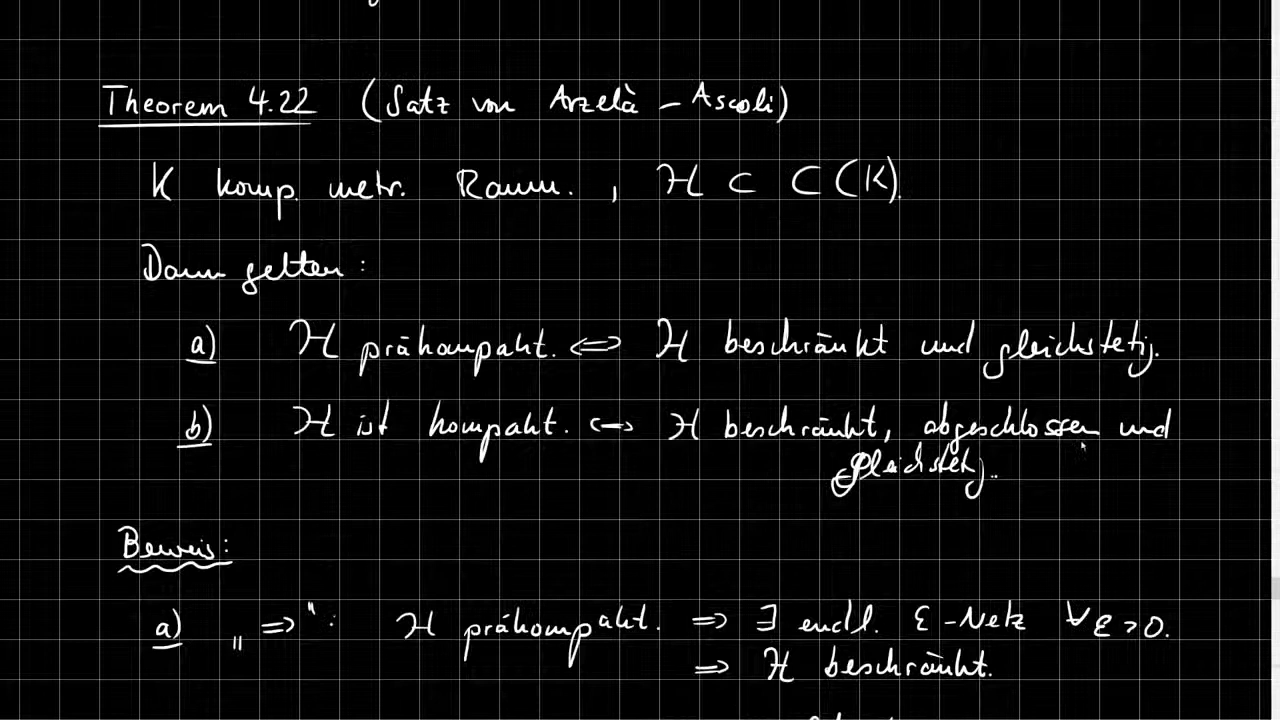 Theorem 4.22 (Satz von Arzelà – Ascoli)
K komp. metr. Raum. , ℋ ⊂ C(K).
Dann gelten:
a) ℋ präkompakt. ⇔ ℋ beschränkt und gleichstetig.
b) ℋ ist kompakt. ⇔ ℋ beschränkt, abgeschlossen und
gleichstetig.
Beweis:
a) „⇒": ℋ präkompakt. ⇒ ∃ endl. ε-Netz ∀ε>0.
⇒ ℋ beschränkt.